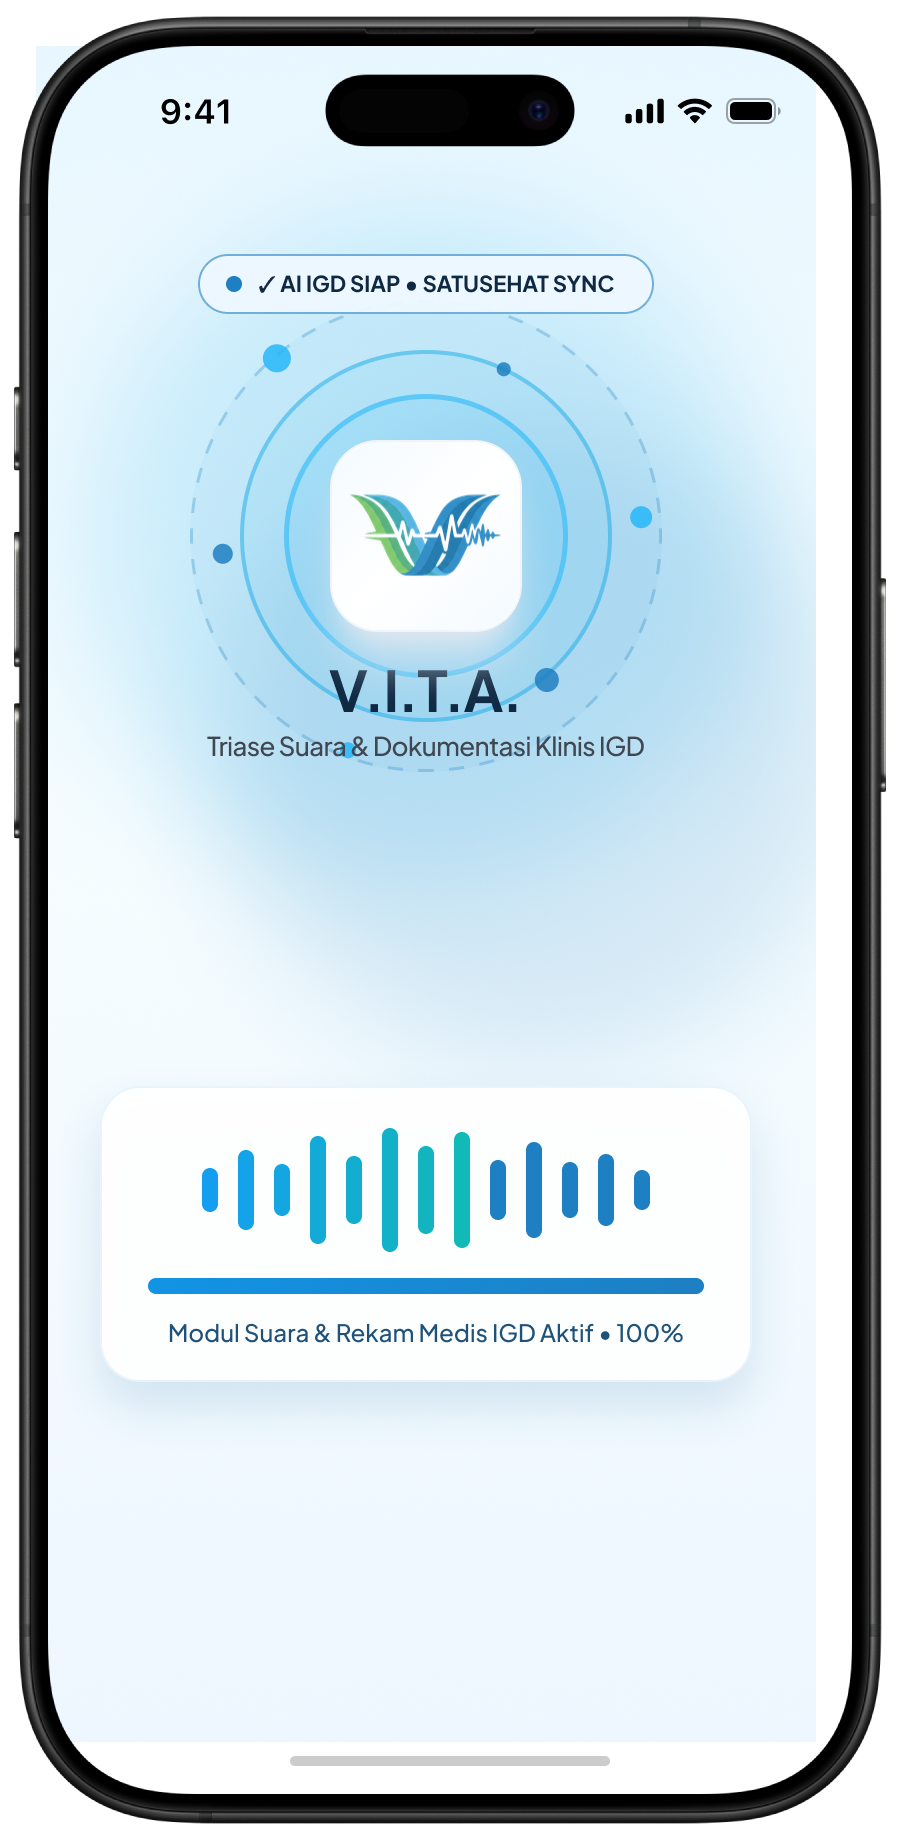 9:41
✓ AI IGD SIAP • SATUSEHAT SYNC
V.I.T.A.
Triase Suara & Dokumentasi Klinis IGD
Modul Suara & Rekam Medis IGD Aktif • 100%